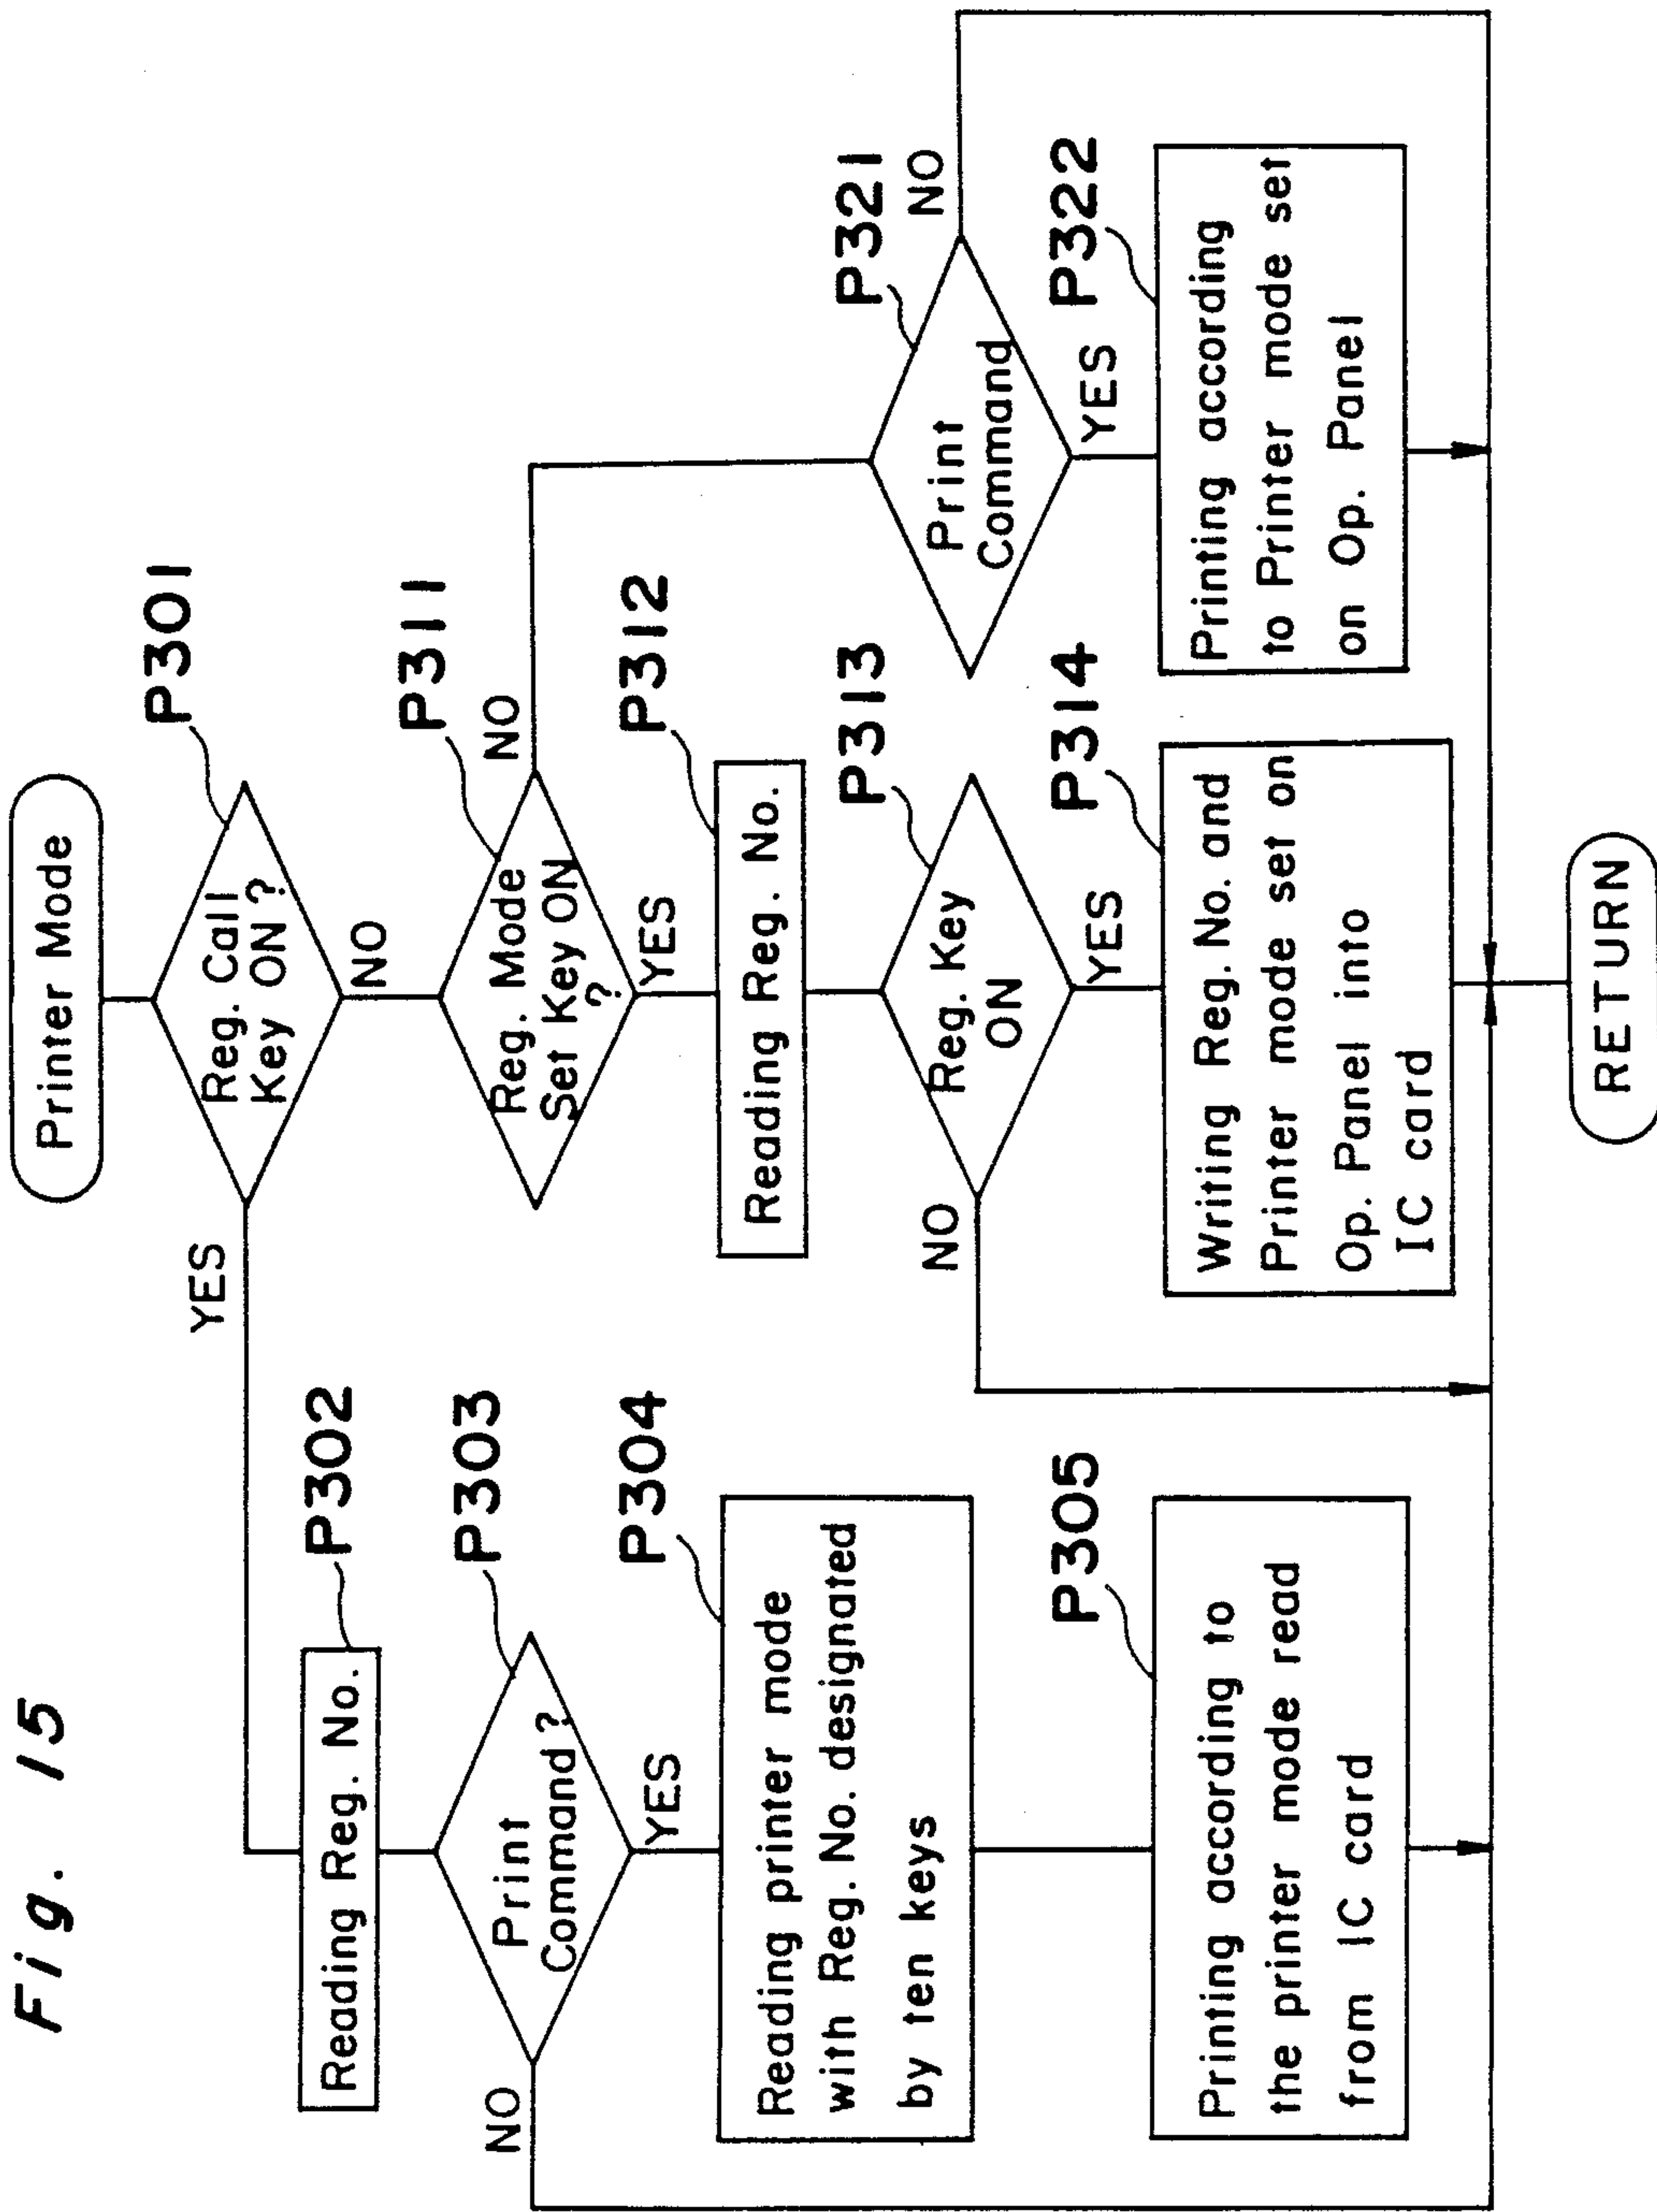 Fig. 15
Printer Mode
P301
Reg. Call
Key ON ?
YES
NO
P302
Reading Reg. No.
P303
Print
Command ?
NO
YES
P304
Reading printer mode
with Reg. No. designated
by ten keys
P305
Printing according to
the printer mode read
from IC card
P311
Reg. Mode
Set Key ON
?
NO
YES
P312
Reading Reg. No.
P313
Reg. Key
ON
NO
YES
P314
Writing Reg. No. and
Printer mode set on
Op. Panel into
IC card
P321
Print
Command
NO
YES
P322
Printing according
to Printer mode set
on Op. Panel
RETURN